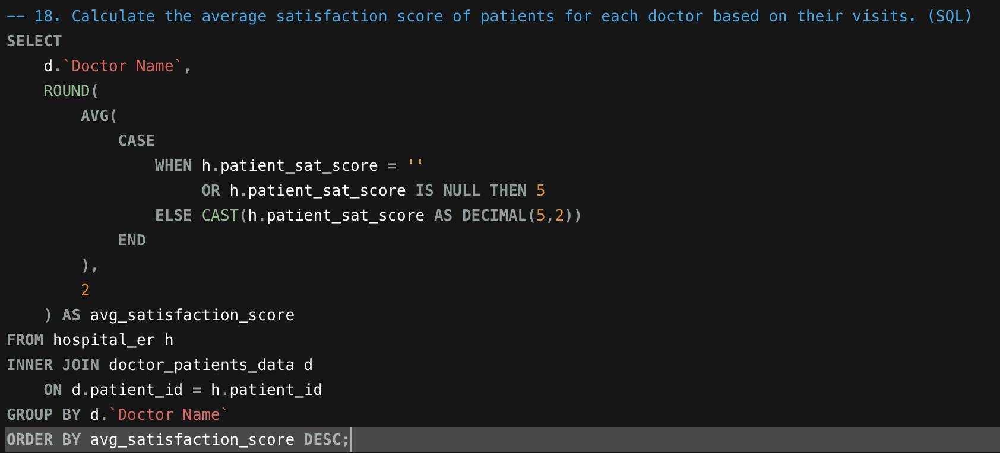 -- 18. Calculate the average satisfaction score of patients for each doctor based on their visits. (SQL)
SELECT
    d.`Doctor Name`,
    ROUND(
        AVG(
            CASE
                WHEN h.patient_sat_score = ''
                     OR h.patient_sat_score IS NULL THEN 5
                ELSE CAST(h.patient_sat_score AS DECIMAL(5,2))
            END
        ),
        2
    ) AS avg_satisfaction_score
FROM hospital_er h
INNER JOIN doctor_patients_data d
    ON d.patient_id = h.patient_id
GROUP BY d.`Doctor Name`
ORDER BY avg_satisfaction_score DESC;